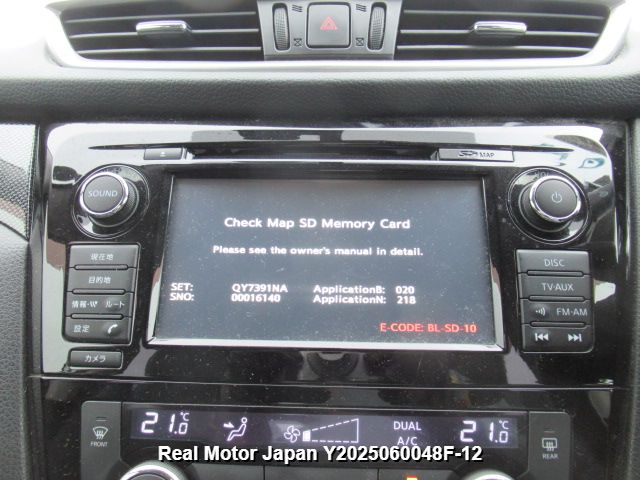 MAP
SOUND
Check Map SD Memory Card
Please see the owner's manual in detail.
SET: QY7391NA ApplicationB: 020
SNO: 00016140 ApplicationN: 218
E-CODE: BL-SD-10
現在地
目的地
情報・VI' ルート
設定
カメラ
DISC
TV・AUX
FM・AM
21.0 DUAL 21.0
A/C
FRONT
REAR
Real Motor Japan Y2025060048F-12